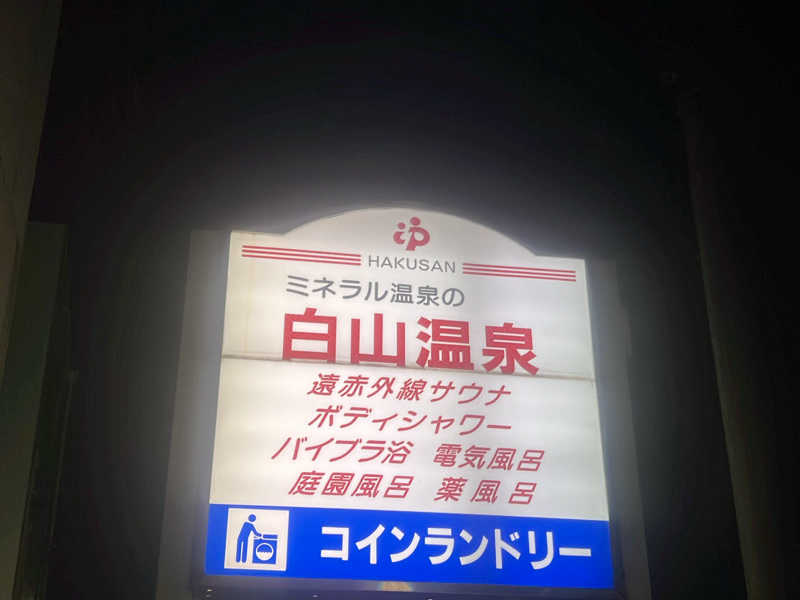 HAKUSAN
ミネラル温泉の
白山温泉
遠赤外線サウナ
ボディシャワー
バイブラ浴 電気風呂
庭園風呂 薬風呂
コインランドリー